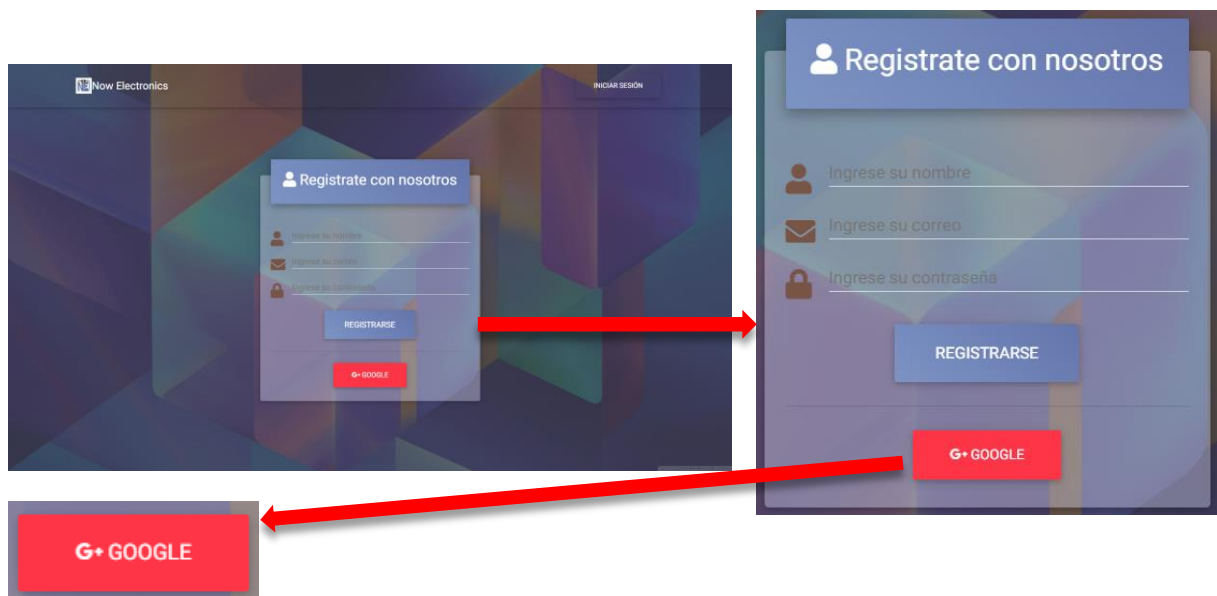 Now Electronics
INICIAR SESIÓN
Registrate con nosotros
Ingrese su nombre
Ingrese su correo
Ingrese su contraseña
REGISTRARSE
G+ GOOGLE
Registrate con nosotros
Ingrese su nombre
Ingrese su correo
Ingrese su contraseña
REGISTRARSE
G+ GOOGLE
G+ GOOGLE